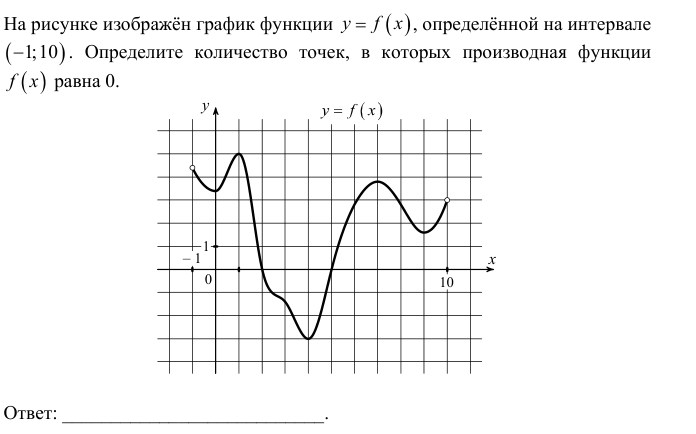 На рисунке изображён график функции y = f(x), определённой на интервале
(−1;10). Определите количество точек, в которых производная функции
f(x) равна 0.
y
y = f(x)
1
− 1
x
0
10
Ответ: ____________________________.